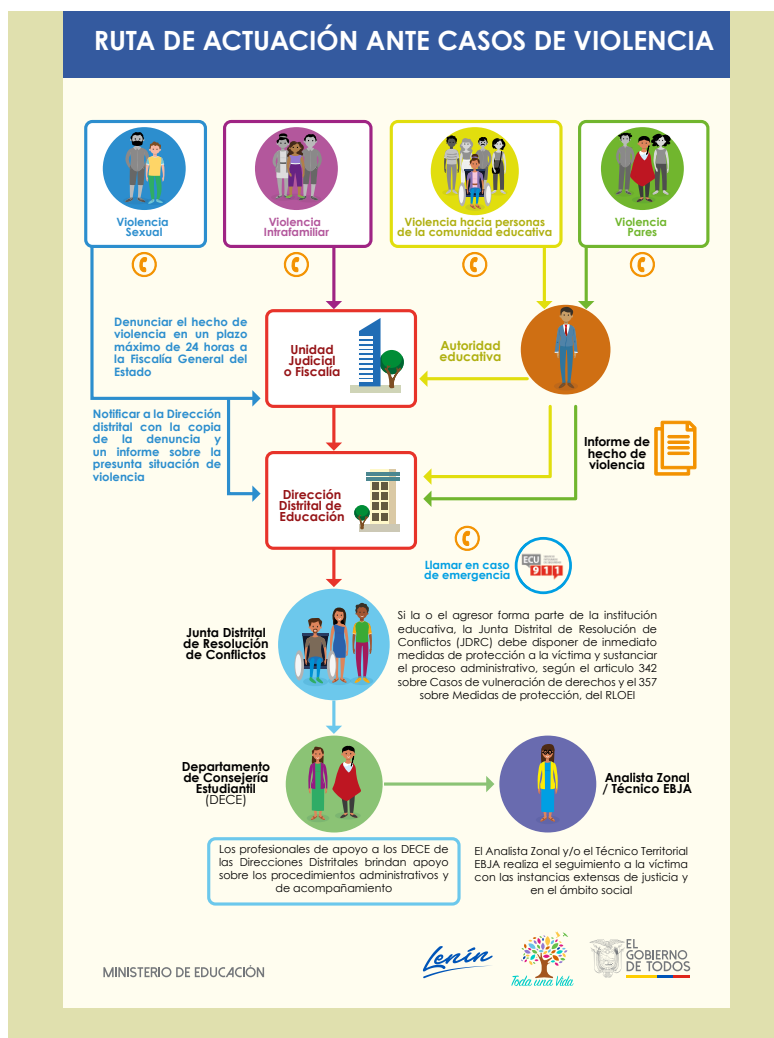 RUTA DE ACTUACIÓN ANTE CASOS DE VIOLENCIA
Violencia
Sexual
Violencia
Intrafamiliar
Violencia hacia personas
de la comunidad educativa
Violencia
Pares
Denunciar el hecho de
violencia en un plazo
máximo de 24 horas a
la Fiscalía General del
Estado
Unidad
Judicial
o Fiscalía
Autoridad
educativa
Notificar a la Dirección
distrital con la copia
de la denuncia y
un informe sobre la
presunta situación de
violencia
Informe de
hecho de
violencia
Dirección
Distrital de
Educación
Llamar en caso
de emergencia
ECU
911
Junta Distrital
de Resolución
de Conflictos
Si la o el agresor forma parte de la institución
educativa, la Junta Distrital de Resolución de
Conflictos (JDRC) debe disponer de inmediato
medidas de protección a la víctima y sustanciar
el proceso administrativo, según el articulo 342
sobre Casos de vulneración de derechos y el 357
sobre Medidas de protección, del RLOEI
Departamento
de Consejería
Estudiantil
(DECE)
Analista Zonal
/ Técnico EBJA
Los profesionales de apoyo a los DECE de
las Direcciones Distritales brindan apoyo
sobre los procedimientos administrativos y
de acompañamiento
El Analista Zonal y/o el Técnico Territorial
EBJA realiza el seguimiento a la víctima
con las instancias extensas de justicia y
en el ámbito social
MINISTERIO DE EDUCACIÓN
Lenín
Toda una Vida
EL
GOBIERNO
DE TODOS